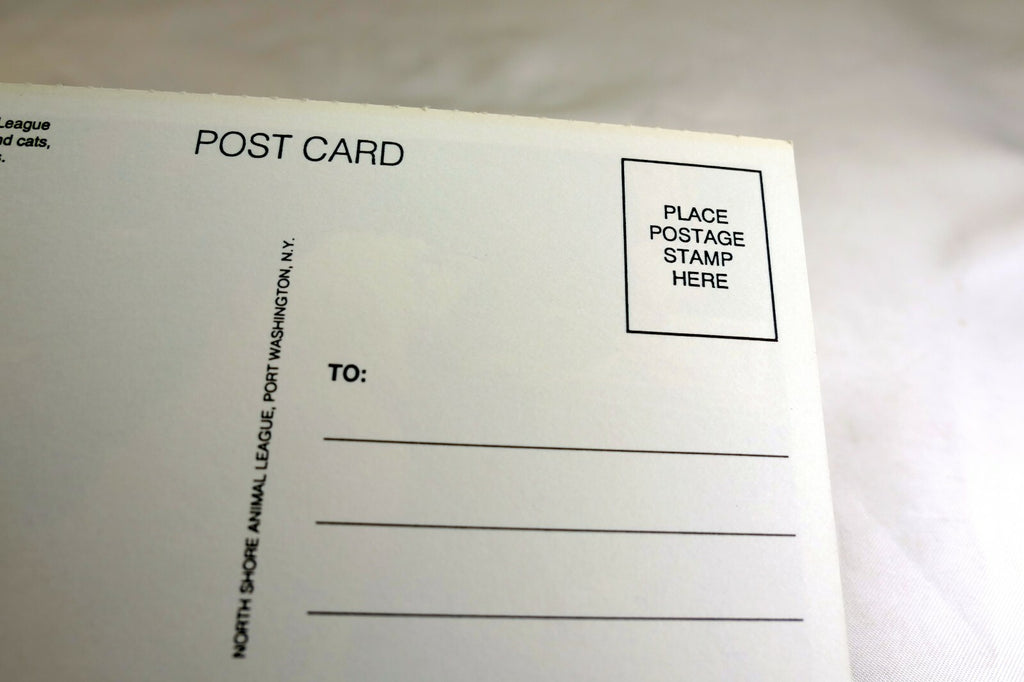 League
nd cats,
.
POST CARD
PLACE
POSTAGE
STAMP
HERE
NORTH SHORE ANIMAL LEAGUE, PORT WASHINGTON, N.Y.
TO: